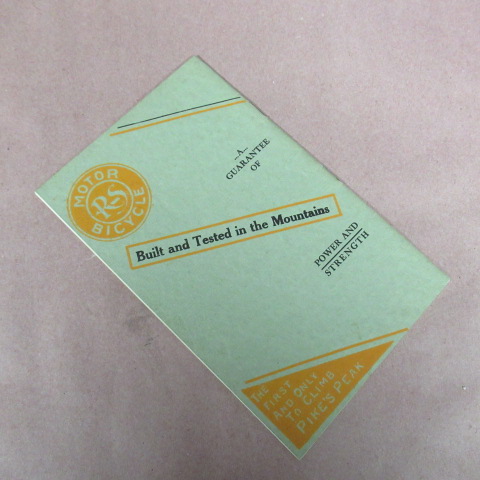 MOTOR
RS
BICYCLE
—A—
GUARANTEE
OF
Built and Tested in the Mountains
POWER AND
STRENGTH
THE
FIRST
AND ONLY
TO CLIMB
PIKE'S PEAK